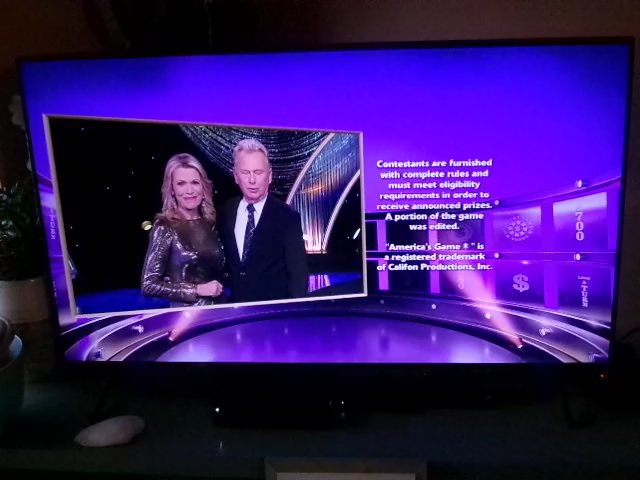 Contestants are furnished
with complete rules and
must meet eligibility
requirements in order to
receive announced prizes.
A portion of the game
was edited.
"America's Game ® " is
a registered trademark
of Califon Productions, Inc.
700
$